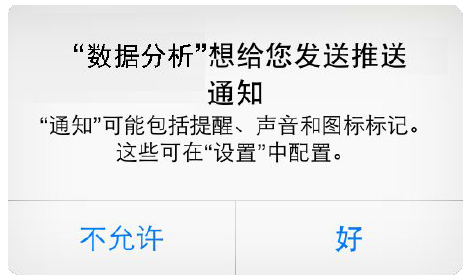 “数据分析”想给您发送推送
通知
“通知”可能包括提醒、声音和图标标记。
这些可在“设置”中配置。
不允许
好